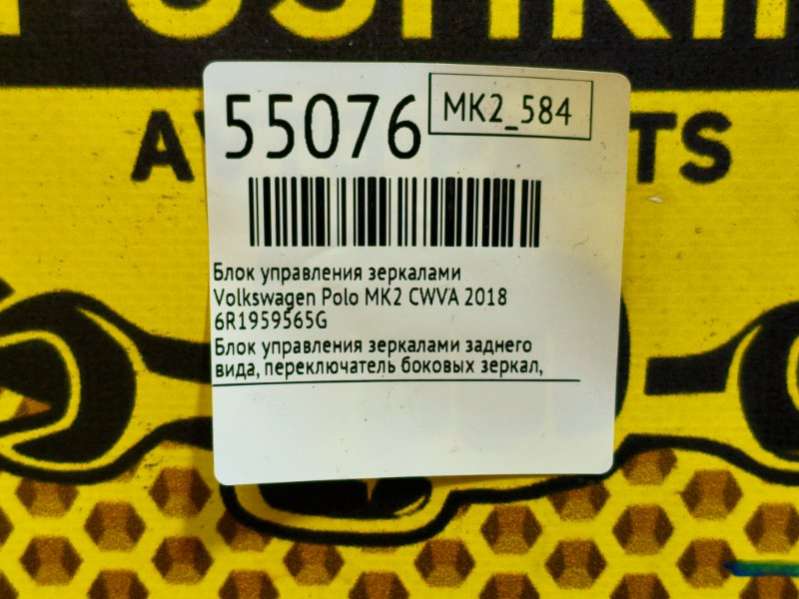 55076
MK2_584
Блок управления зеркалами
Volkswagen Polo MK2 CWVA 2018
6R1959565G
Блок управления зеркалами заднего
вида, переключатель боковых зеркал,